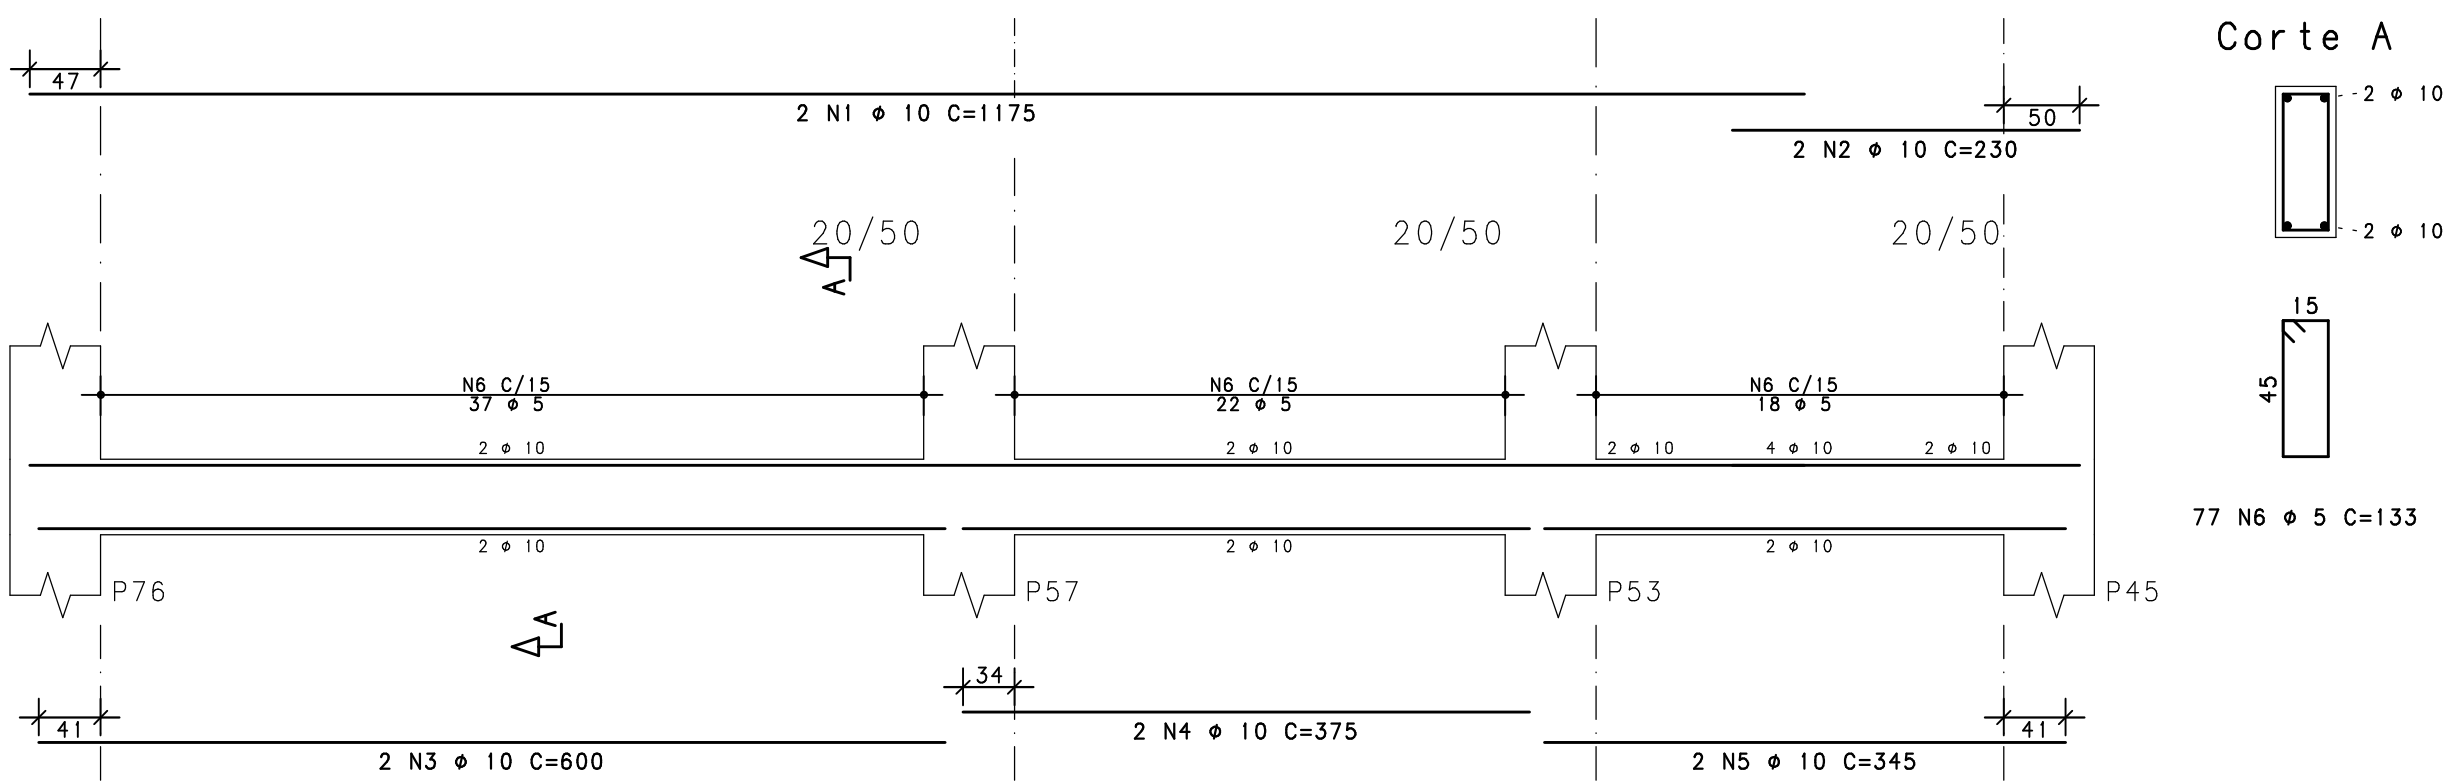 Corte A
47
2 N1 ϕ 10 C=1175
2 ϕ 10
50
2 N2 ϕ 10 C=230
20/50
20/50
20/50
2 ϕ 10
A
15
N6 C/15
37 ϕ 5
N6 C/15
22 ϕ 5
N6 C/15
18 ϕ 5
45
2 ϕ 10
2 ϕ 10
2 ϕ 10
4 ϕ 10
2 ϕ 10
77 N6 ϕ 5 C=133
2 ϕ 10
2 ϕ 10
2 ϕ 10
P76
P57
P53
P45
A
34
41
2 N4 ϕ 10 C=375
41
2 N3 ϕ 10 C=600
2 N5 ϕ 10 C=345